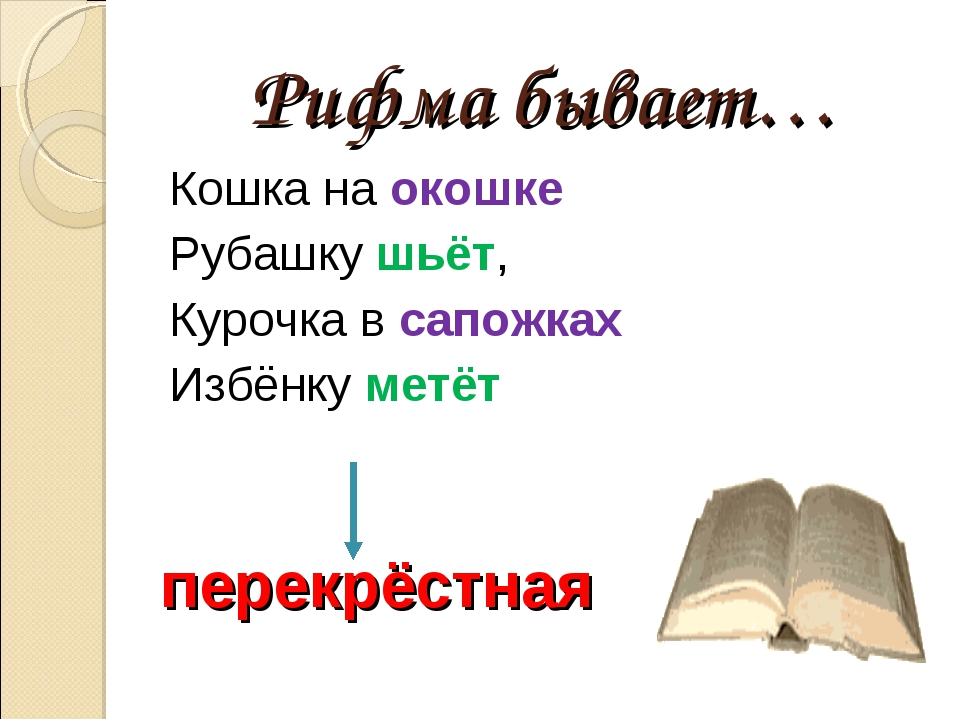 Рифма бывает…
Кошка на окошке
Рубашку шьёт,
Курочка в сапожках
Избёнку метёт
перекрёстная